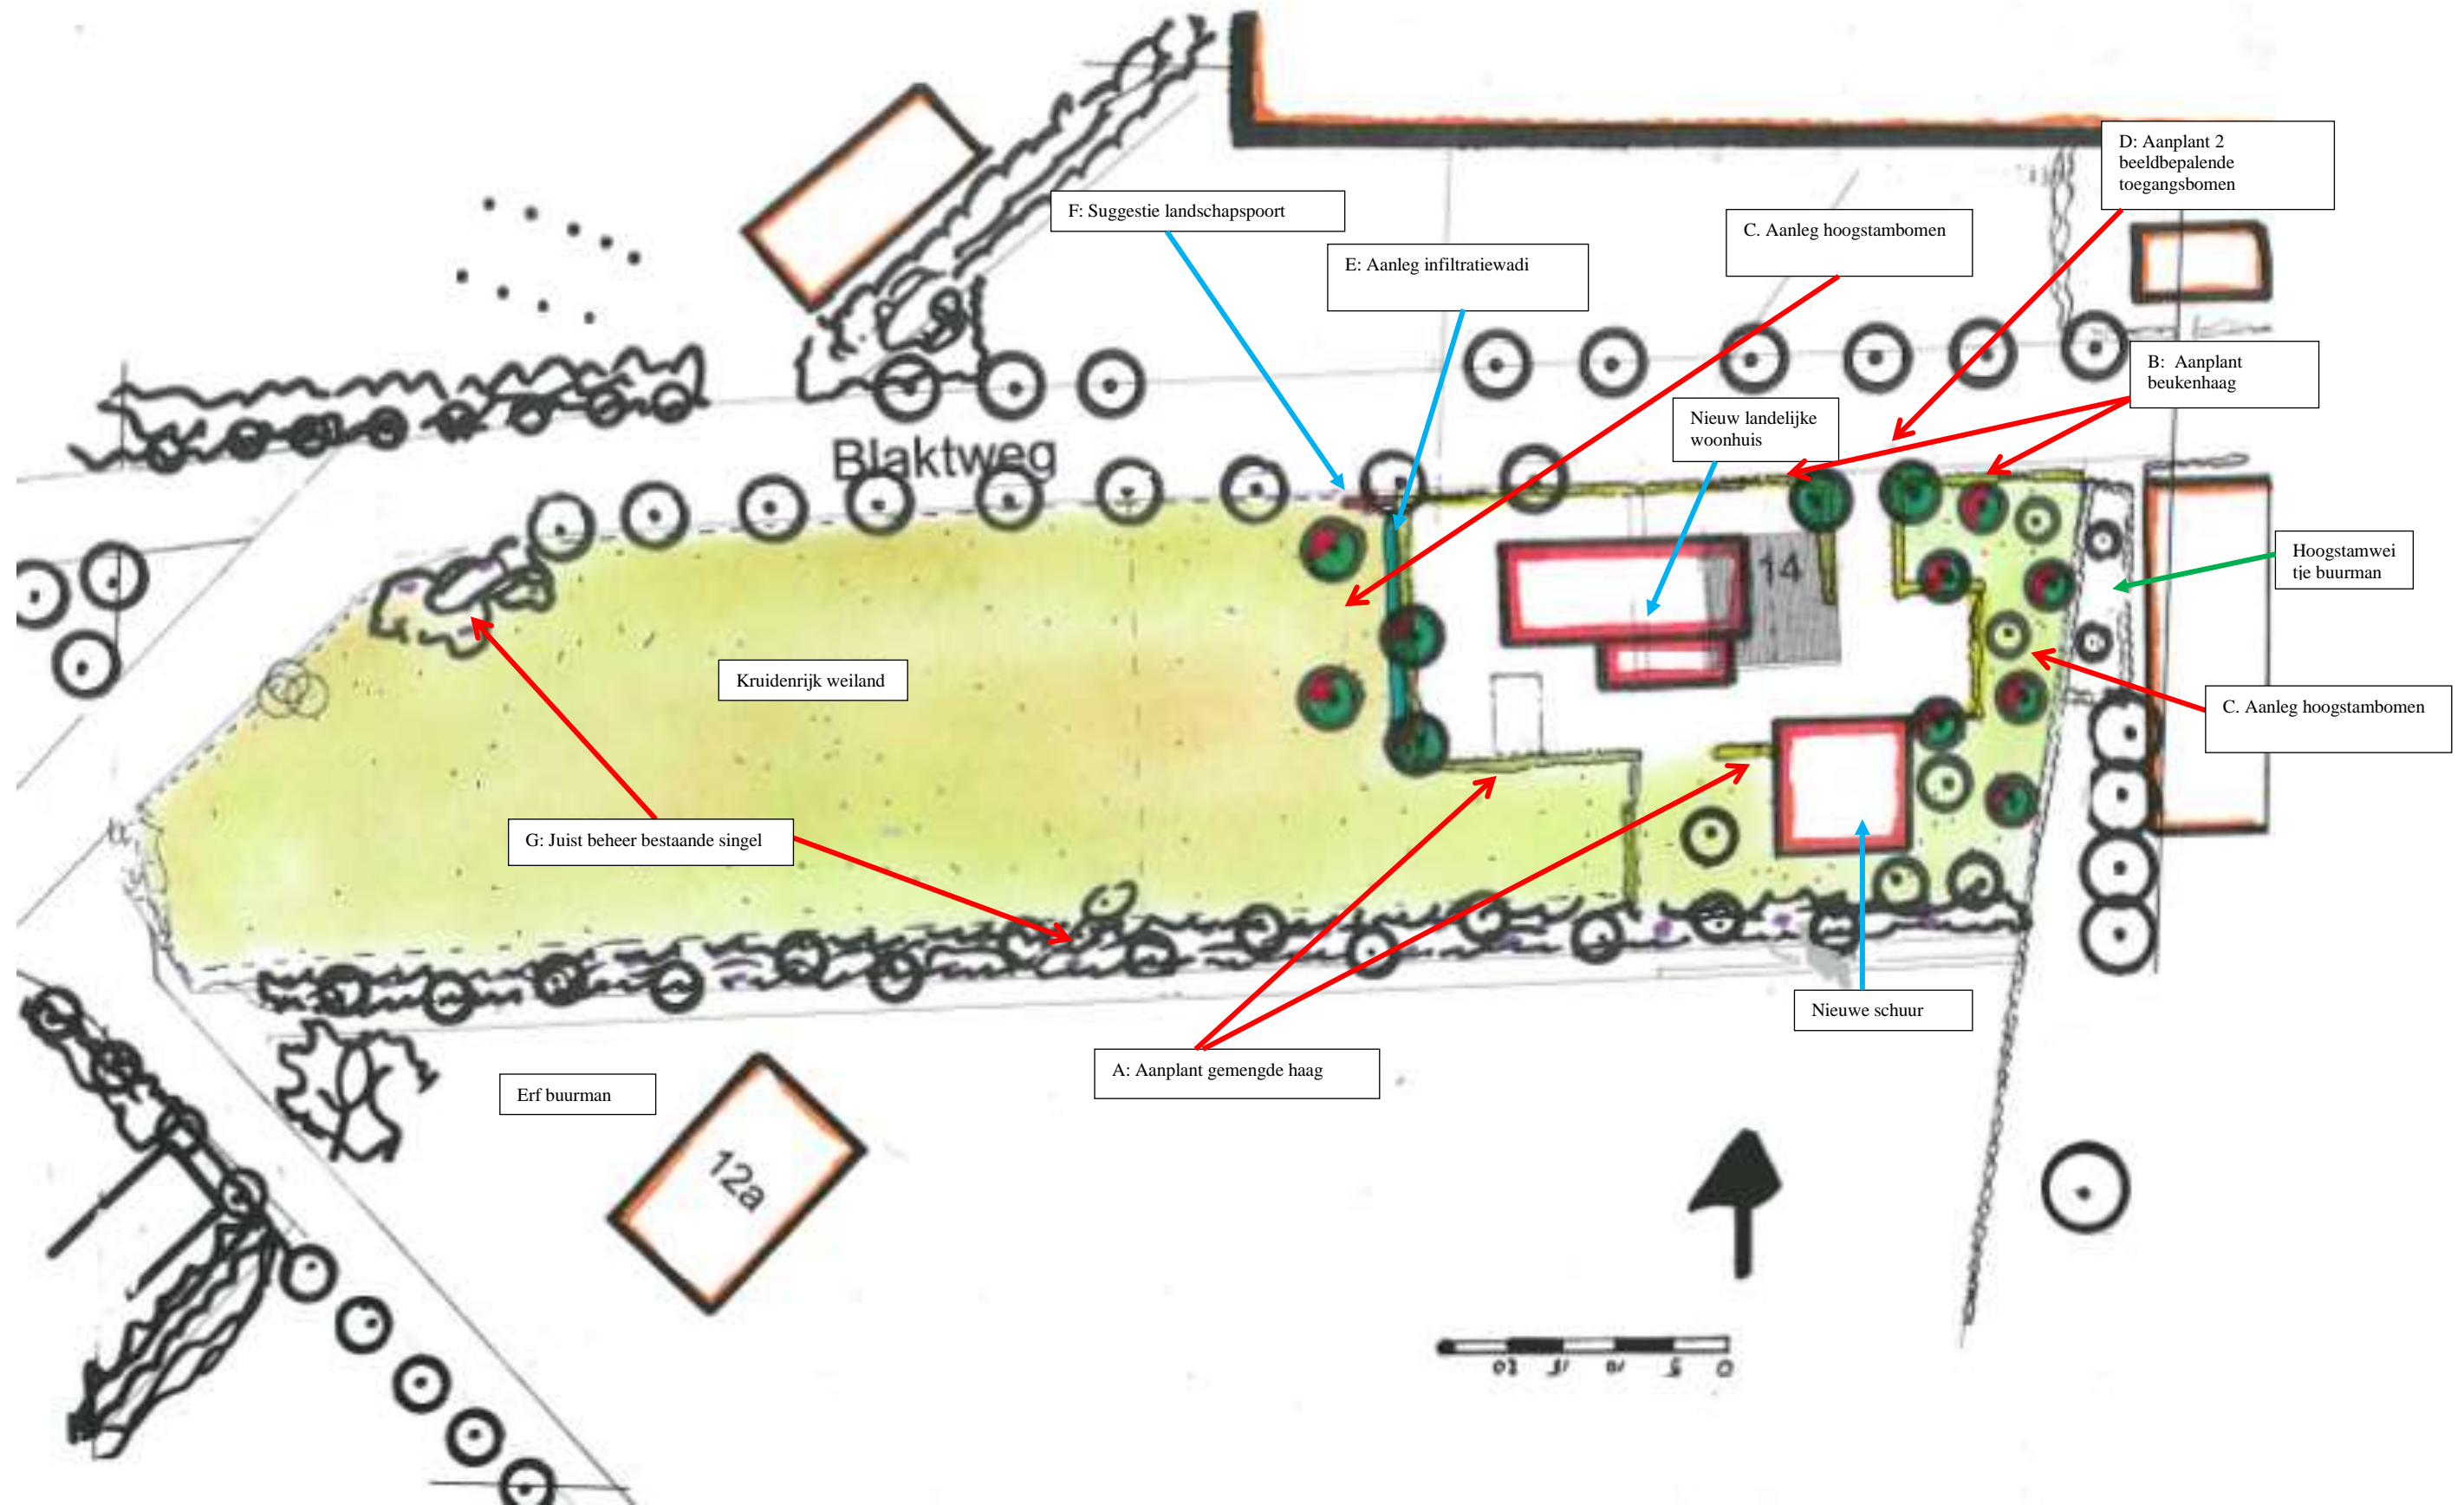 D: Aanplant 2
beeldbepalende
toegangsbomen
F: Suggestie landschapspoort
C. Aanleg hoogstambomen
E: Aanleg infiltratiewadi
B: Aanplant
beukenhaag
Nieuw landelijke
woonhuis
Blaktweg
14
Hoogstamwei
tje buurman
Kruidenrijk weiland
C. Aanleg hoogstambomen
G: Juist beheer bestaande singel
Nieuwe schuur
A: Aanplant gemengde haag
Erf buurman
12a